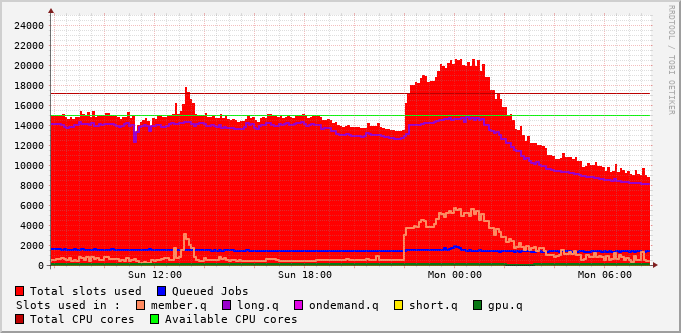 RRDTOOL / TOBI OETIKER
24000
22000
20000
18000
16000
14000
12000
10000
8000
6000
4000
2000
0
Sun 12:00 Sun 18:00 Mon 00:00 Mon 06:00
Total slots used Queued Jobs
Slots used in : member.q long.q ondemand.q short.q gpu.q
Total CPU cores Available CPU cores